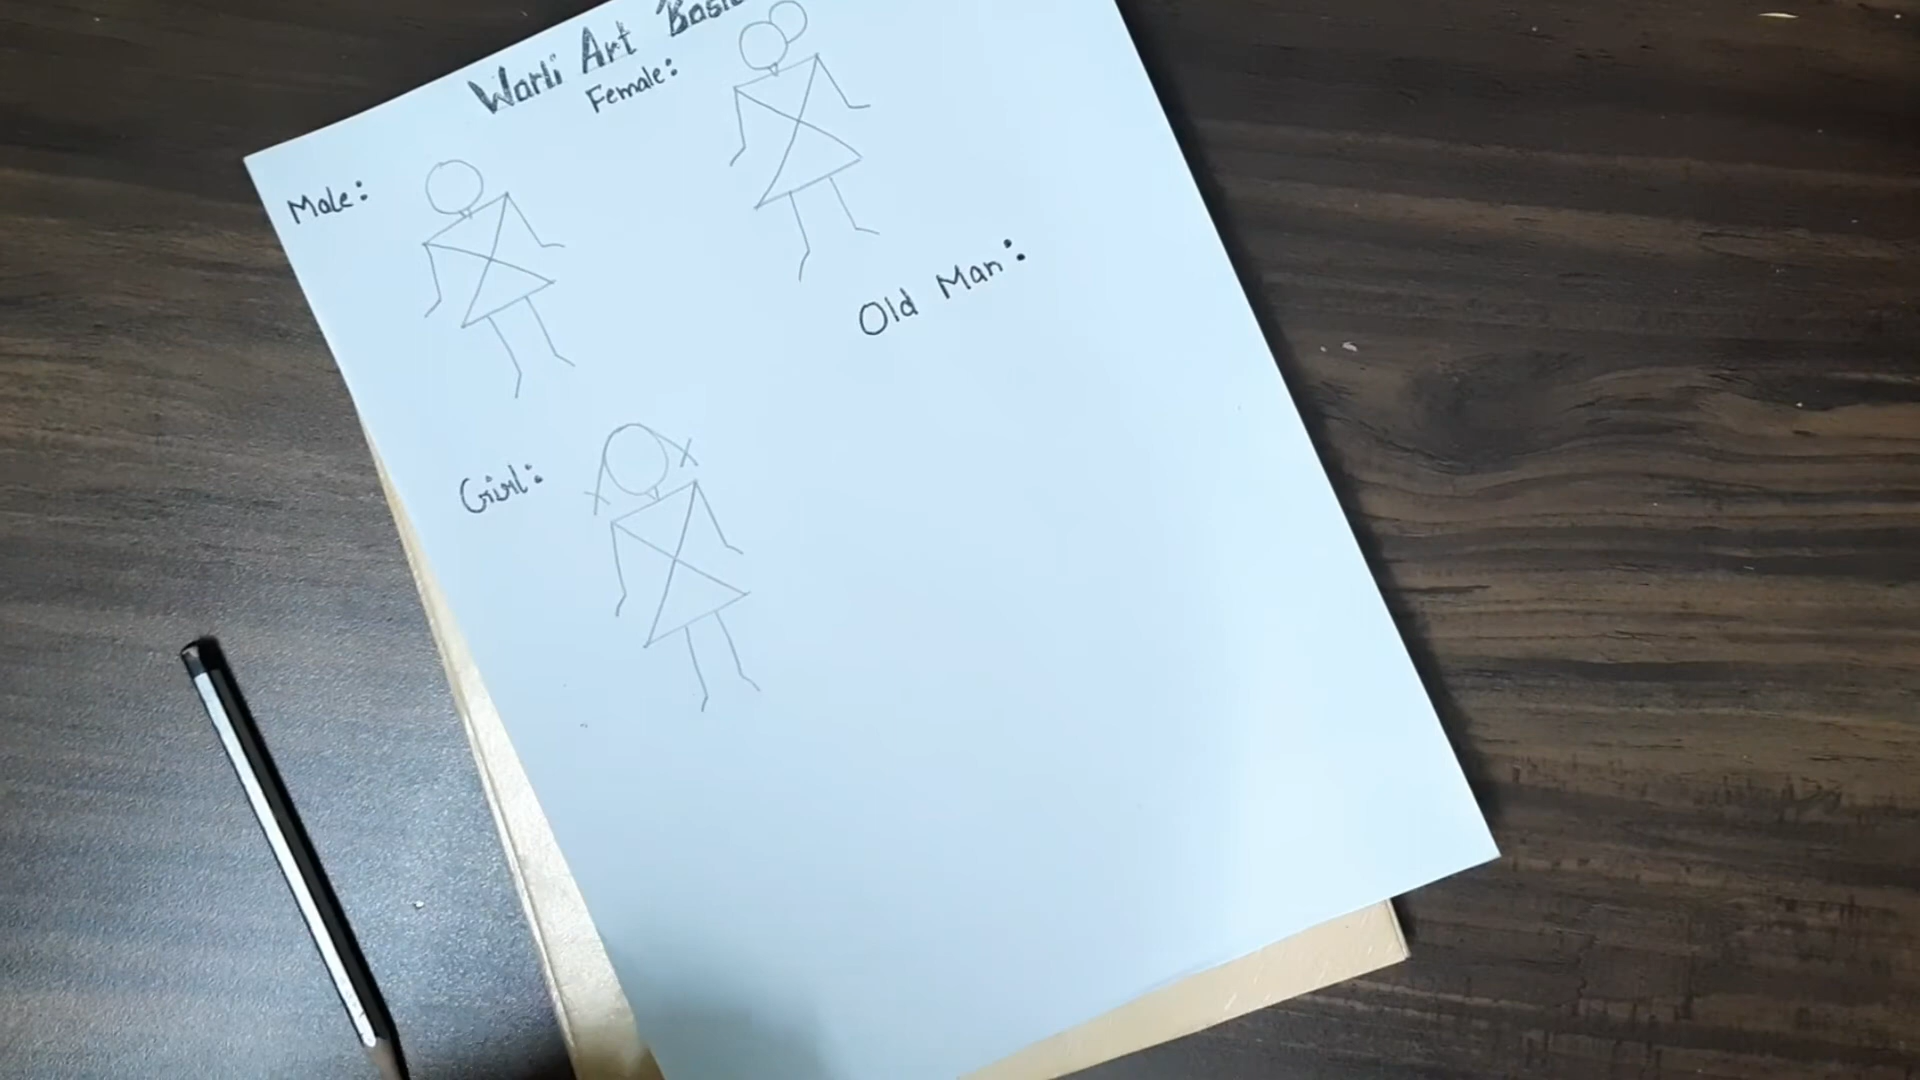 Warli Art Basic
Female:
Male:
Old Man:
Girl: